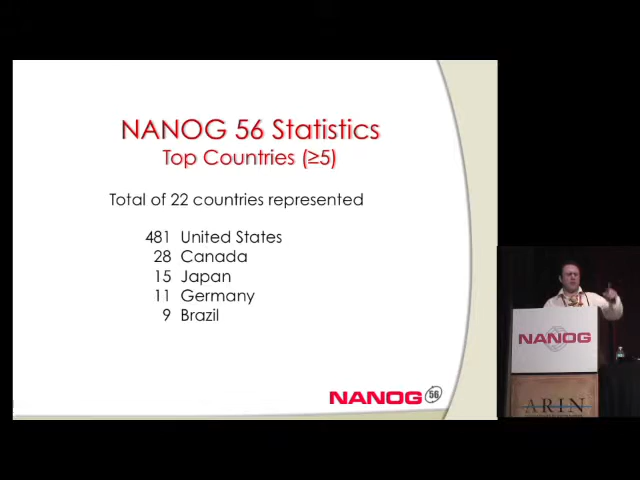 NANOG 56 Statistics
Top Countries (≥5)
Total of 22 countries represented
481 United States
28 Canada
15 Japan
11 Germany
9 Brazil
NANOG 56
NANOG
ARIN